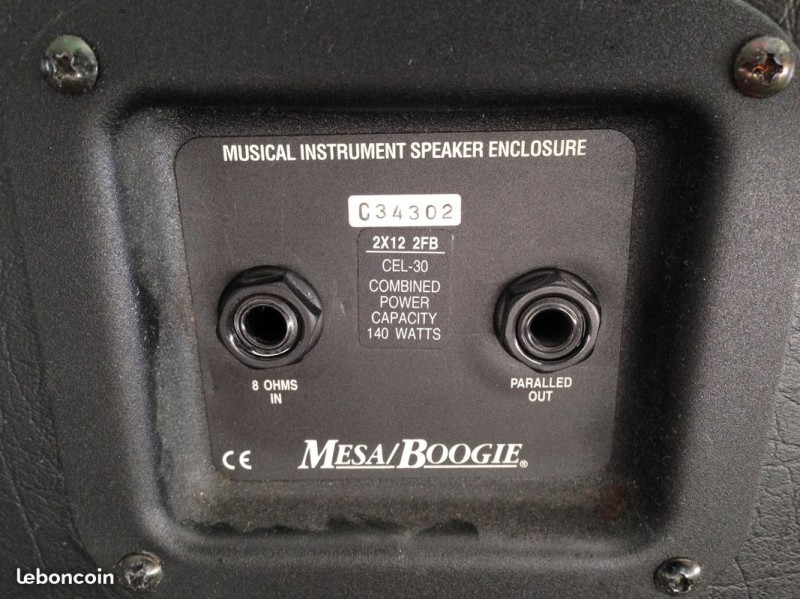 MUSICAL INSTRUMENT SPEAKER ENCLOSURE
C34302
2X12 2FB
CEL-30
COMBINED
POWER
CAPACITY
140 WATTS
8 OHMS
IN
PARALLED
OUT
CE
MESA/BOOGIE®
leboncoin